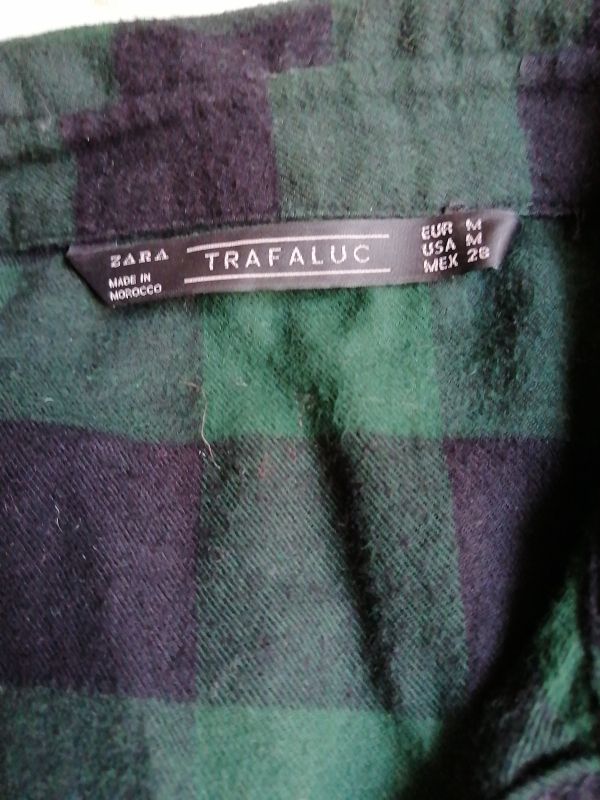 ZARA
MADE IN
MOROCCO
TRAFALUC
EUR M
USA M
MEX 28